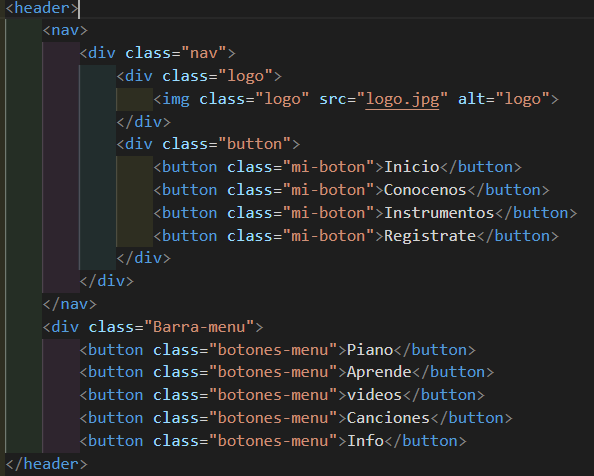 <header>
<nav>
<div class="nav">
<div class="logo">
<img class="logo" src="logo.jpg" alt="logo">
</div>
<div class="button">
<button class="mi-boton">Inicio</button>
<button class="mi-boton">Conocenos</button>
<button class="mi-boton">Instrumentos</button>
<button class="mi-boton">Registrate</button>
</div>
</div>
</nav>
<div class="Barra-menu">
<button class="botones-menu">Piano</button>
<button class="botones-menu">Aprende</button>
<button class="botones-menu">videos</button>
<button class="botones-menu">Canciones</button>
<button class="botones-menu">Info</button>
</header>